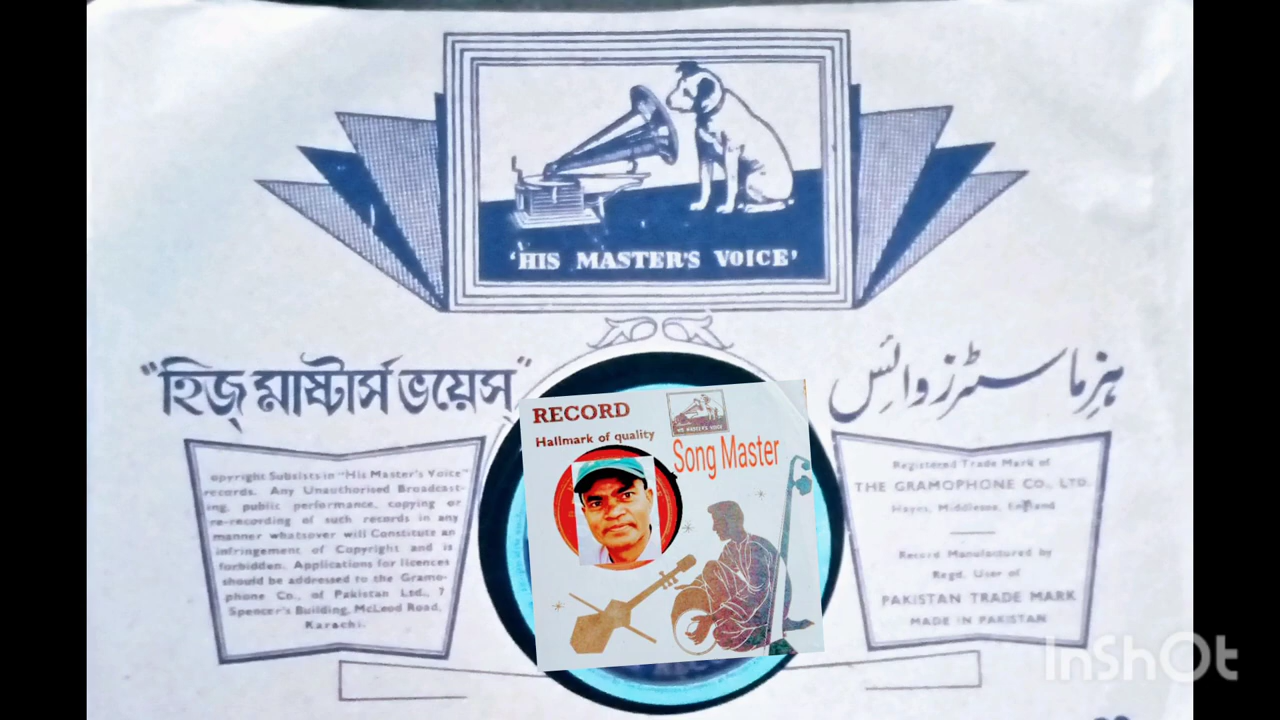 'HIS MASTER'S VOICE'
"হিজ্ মাষ্টার্স ভয়েস্"
ہز ماسٹرز وائس
RECORD
Hallmark of quality
HIS MASTER'S VOICE
Song Master
opyright Subsists in "His Master's Voice"
records. Any Unauthorised Broadcast-
ing, public performance, copying or
re-recording of such records in any
manner whatsover will Constitute an
infringement of Copyright and is
forbidden. Applications for licences
should be addressed to the Gramo-
phone Co., of Pakistan Ltd., 7
Spencer's Building, McLeod Road,
Karachi.
Registered Trade Mark of
THE GRAMOPHONE CO., LTD.
Hayes, Middlesex, England
Record Manufactured by
Regd. User of
PAKISTAN TRADE MARK
MADE IN PAKISTAN
InShOt